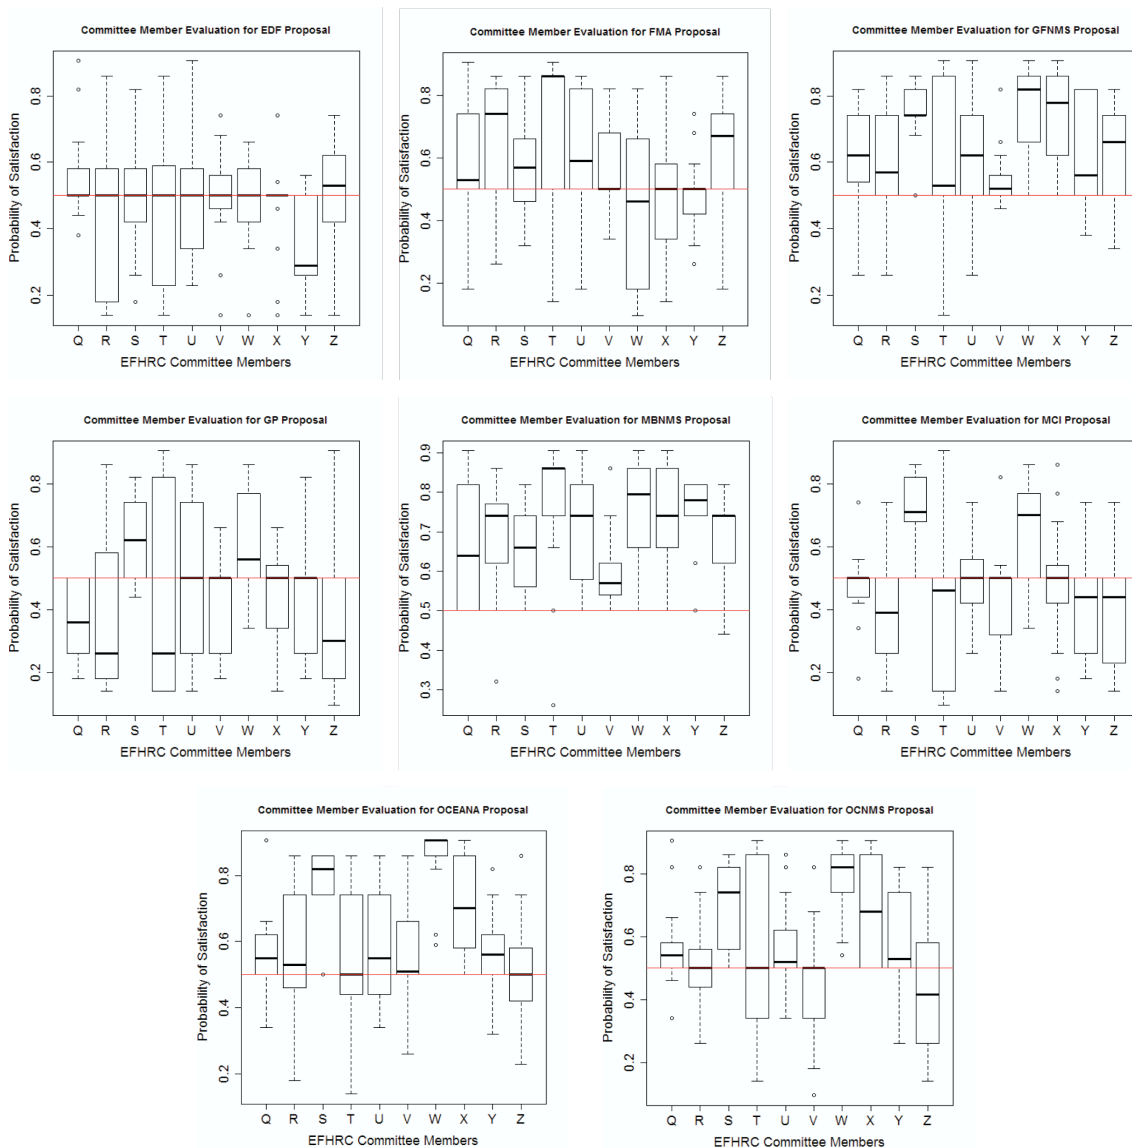 Committee Member Evaluation for EDF Proposal
Probability of Satisfaction
0.8
0.6
0.4
0.2
Q R S T U V W X Y Z
EFHRC Committee Members
Committee Member Evaluation for FMA Proposal
Probability of Satisfaction
0.8
0.6
0.4
0.2
Q R S T U V W X Y Z
EFHRC Committee Members
Committee Member Evaluation for GFNMS Proposal
Probability of Satisfaction
0.8
0.6
0.4
0.2
Q R S T U V W X Y Z
EFHRC Committee Members
Committee Member Evaluation for GP Proposal
Probability of Satisfaction
0.8
0.6
0.4
0.2
Q R S T U V W X Y Z
EFHRC Committee Members
Committee Member Evaluation for MBNMS Proposal
Probability of Satisfaction
0.9
0.8
0.7
0.6
0.5
0.4
0.3
Q R S T U V W X Y Z
EFHRC Committee Members
Committee Member Evaluation for MCI Proposal
Probability of Satisfaction
0.8
0.6
0.4
0.2
Q R S T U V W X Y Z
EFHRC Committee Members
Committee Member Evaluation for OCEANA Proposal
Probability of Satisfaction
0.8
0.6
0.4
0.2
Q R S T U V W X Y Z
EFHRC Committee Members
Committee Member Evaluation for OCNMS Proposal
Probability of Satisfaction
0.8
0.6
0.4
0.2
Q R S T U V W X Y Z
EFHRC Committee Members